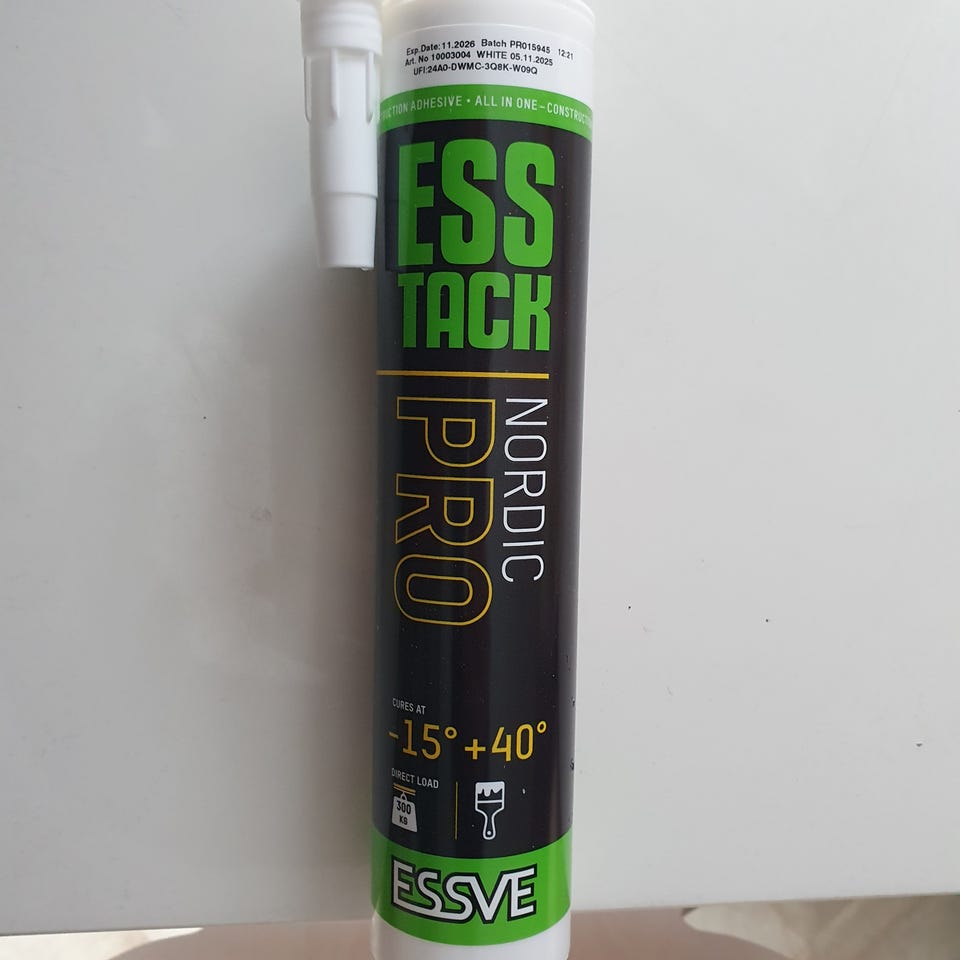 Exp.Date:11.2026 Batch PR015945 12:21
Art. No 10003004 WHITE 05.11.2025
UFI:24A0-DWMC-3Q8K-W09Q
ADHESIVE • ALL IN ONE –
ESS
TACK
NORDIC
PRO
CURES AT
-15° +40°
DIRECT LOAD
300
KG
ESSVE